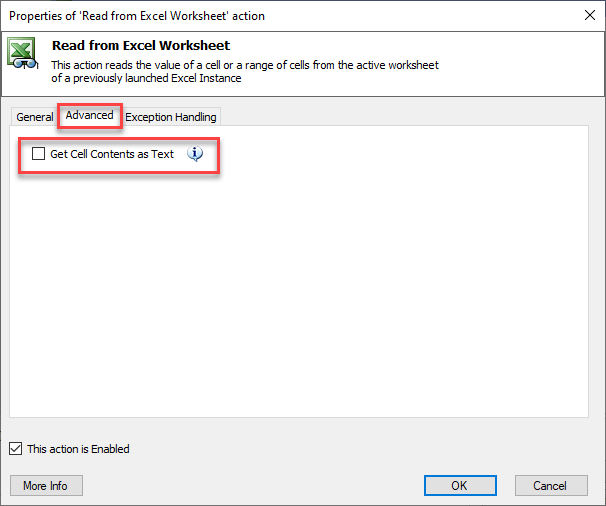 Properties of 'Read from Excel Worksheet' action
Read from Excel Worksheet
This action reads the value of a cell or a range of cells from the active worksheet
of a previously launched Excel Instance
General
Advanced
Exception Handling
Get Cell Contents as Text
This action is Enabled
More Info
OK
Cancel